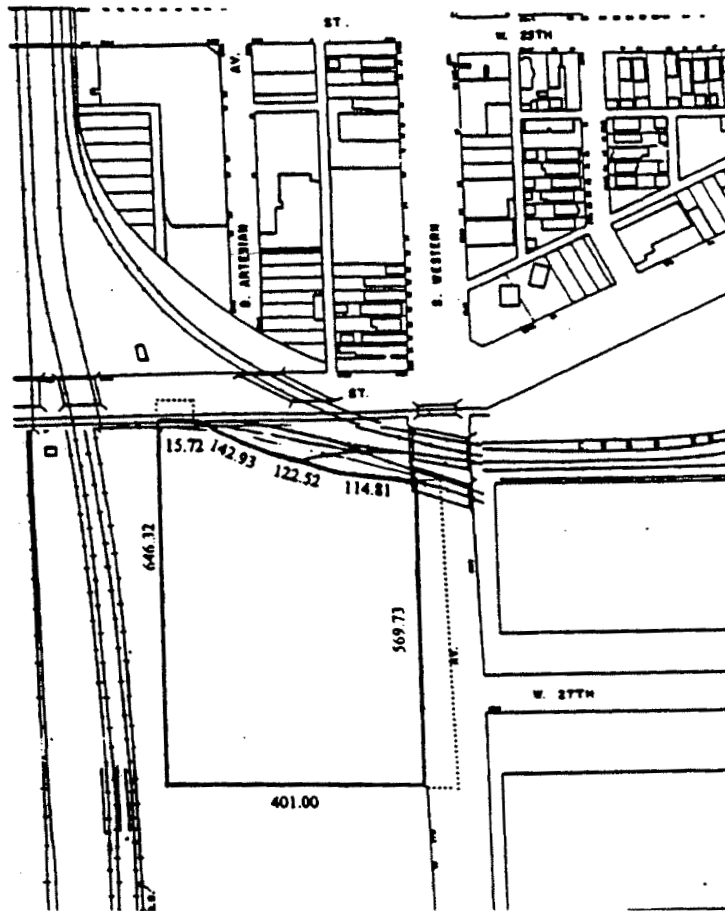 ST.
W. 25TH
AV.
S. ARTESIAN
S. WESTERN
ST.
15.72
142.93
122.52
114.81
646.32
569.73
AV.
W. 27TH
401.00